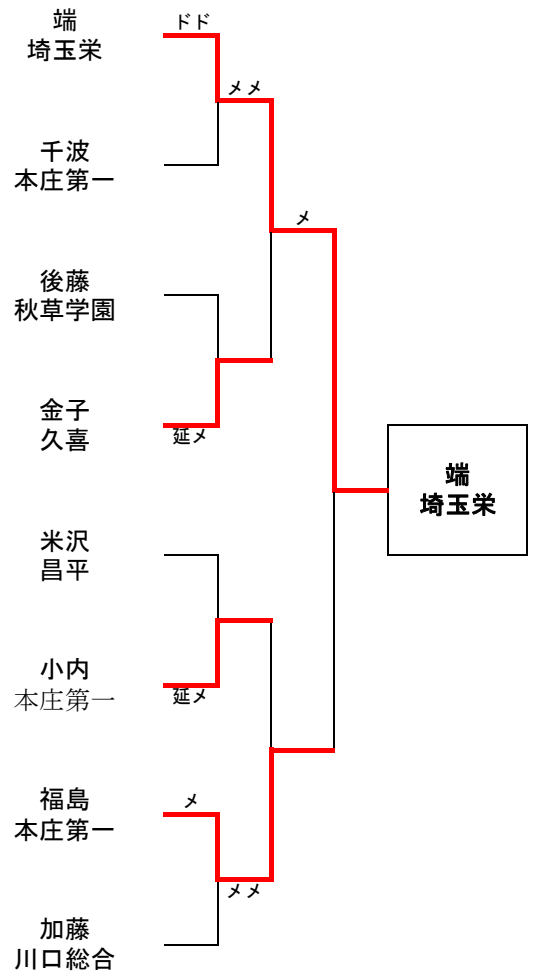 端
埼玉栄
ドド
メメ
千波
本庄第一
メ
後藤
秋草学園
金子
久喜
延メ
端
埼玉栄
米沢
昌平
小内
本庄第一
延メ
福島
本庄第一
メ
メメ
加藤
川口総合